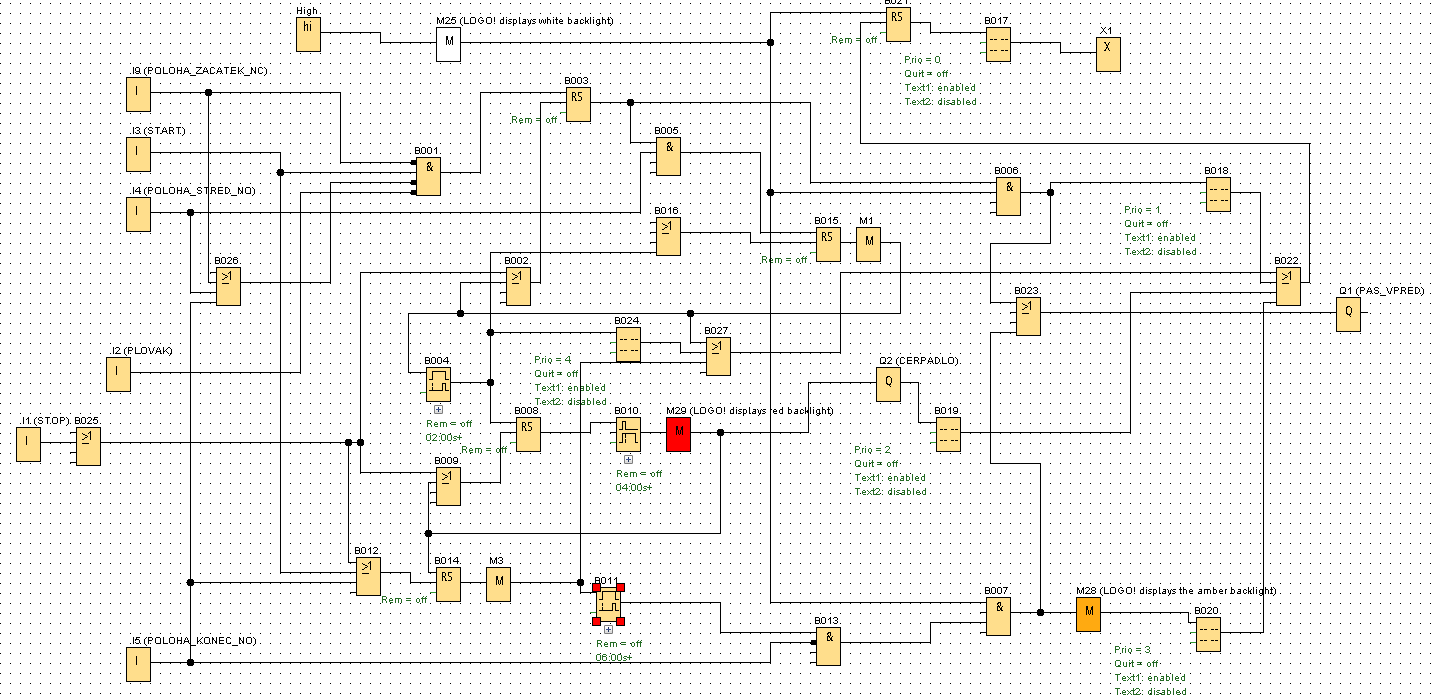 High
hi
M25 (LOGO! displays white backlight)
M
B021
RS
Rem = off
B017
Prio = 0
Quit = off
Text1: enabled
Text2: disabled
X1
X
I9 (POLOHA_ZACATEK_NC)
I
I3 (START)
I
I4 (POLOHA_STRED_NO)
I
B001
&
B003
RS
Rem = off
B005
&
B006
&
B018
Prio = 1
Quit = off
Text1: enabled
Text2: disabled
B016
≥1
B015
RS
Rem = off
M1
M
B026
≥1
B002
≥1
B022
≥1
B023
≥1
Q1 (PAS_VPRED)
Q
I2 (PLOVAK)
I
B004
Rem = off
02:00s+
B024
Prio = 4
Quit = off
Text1: enabled
Text2: disabled
B027
≥1
Q2 (CERPADLO)
Q
I1 (STOP)
I
B025
≥1
B008
RS
Rem = off
B010
Rem = off
04:00s+
M29 (LOGO! displays red backlight)
M
B019
Prio = 2
Quit = off
Text1: enabled
Text2: disabled
B009
≥1
B012
≥1
B014
RS
Rem = off
M3
M
B011
Rem = off
06:00s+
B013
&
B007
&
M28 (LOGO! displays the amber backlight)
M
B020
Prio = 3
Quit = off
Text1: enabled
Text2: disabled
I5 (POLOHA_KONEC_NO)
I